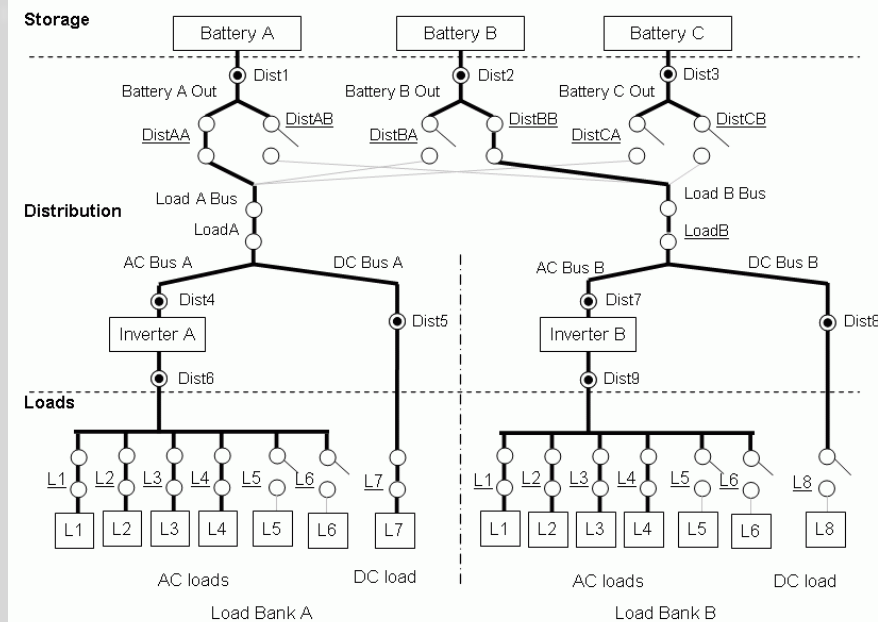 Storage
Battery A Battery B Battery C
Dist1 Dist2 Dist3
Battery A Out Battery B Out Battery C Out
DistAB DistBB DistCB
DistAA DistBA DistCA
Load A Bus Load B Bus
Distribution
LoadA LoadB
AC Bus A DC Bus A AC Bus B DC Bus B
Dist4 Dist7
Dist5 Dist8
Inverter A Inverter B
Dist6 Dist9
Loads
L1 L2 L3 L4 L5 L6 L7 L1 L2 L3 L4 L5 L6 L8
L1 L2 L3 L4 L5 L6 L7 L1 L2 L3 L4 L5 L6 L8
AC loads DC load AC loads DC load
Load Bank A Load Bank B